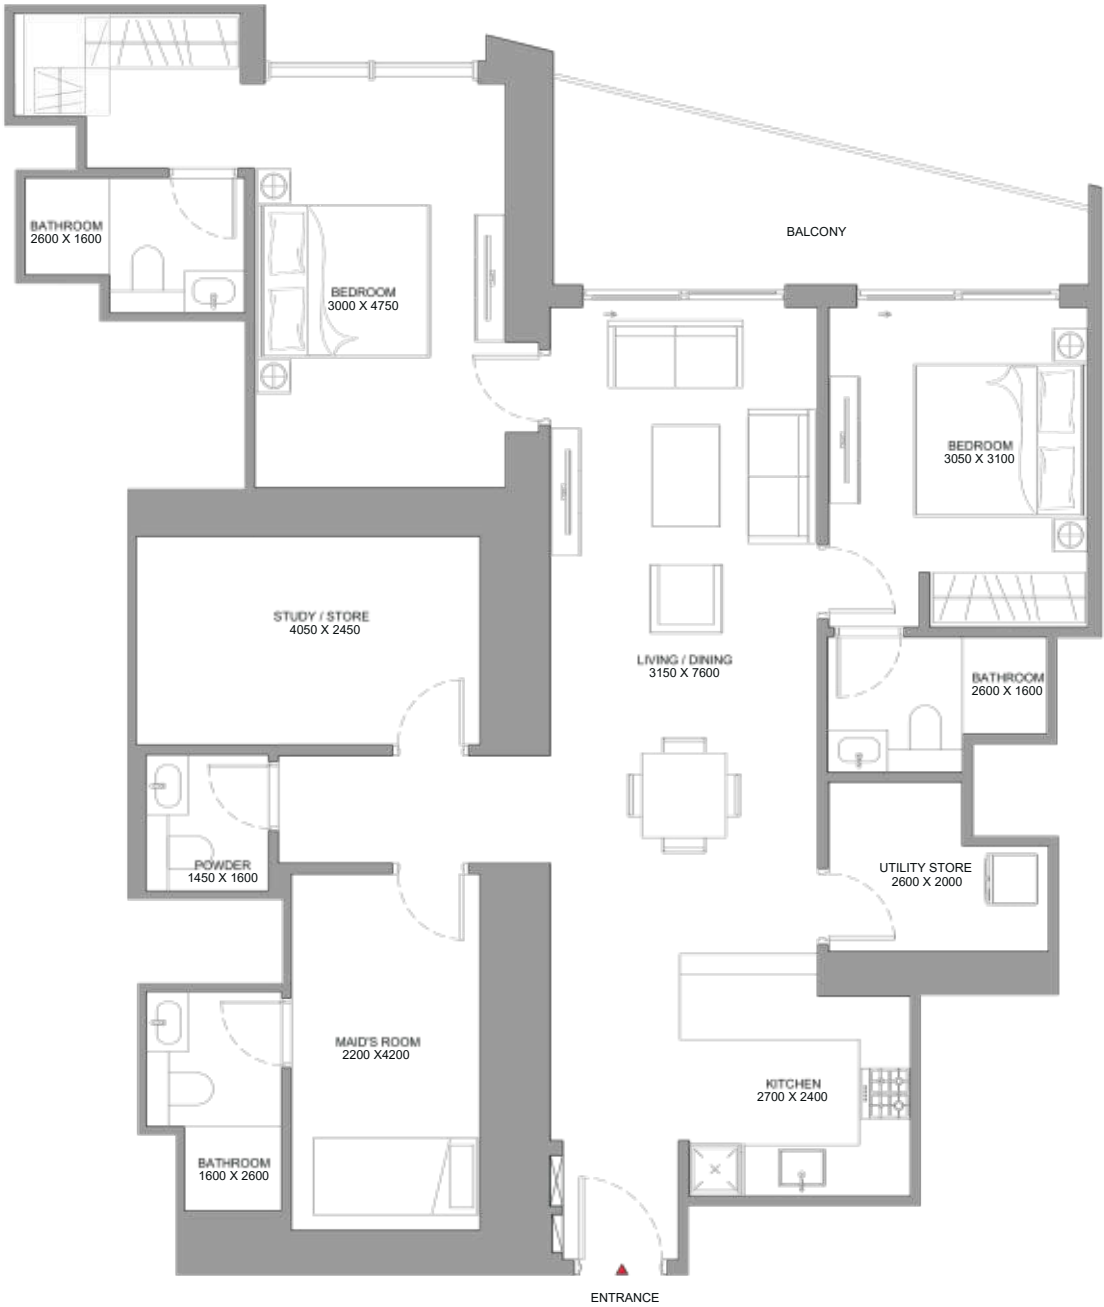 BALCONY
BATHROOM
2600 X 1600
BEDROOM
3000 X 4750
BEDROOM
3050 X 3100
STUDY / STORE
4050 X 2450
LIVING / DINING
3150 X 7600
BATHROOM
2600 X 1600
POWDER
1450 X 1600
UTILITY STORE
2600 X 2000
MAID'S ROOM
2200 X4200
KITCHEN
2700 X 2400
BATHROOM
1600 X 2600
ENTRANCE